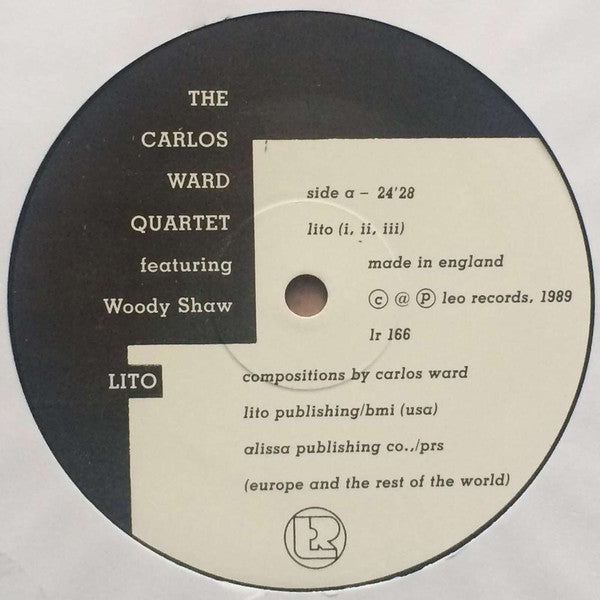 THE
CARLOS
WARD
QUARTET
featuring
Woody Shaw
LITO
side a – 24'28
lito (i, ii, iii)
made in england
ⓒ @ ⓟ leo records, 1989
lr 166
compositions by carlos ward
lito publishing/bmi (usa)
alissa publishing co../prs
(europe and the rest of the world)
LR